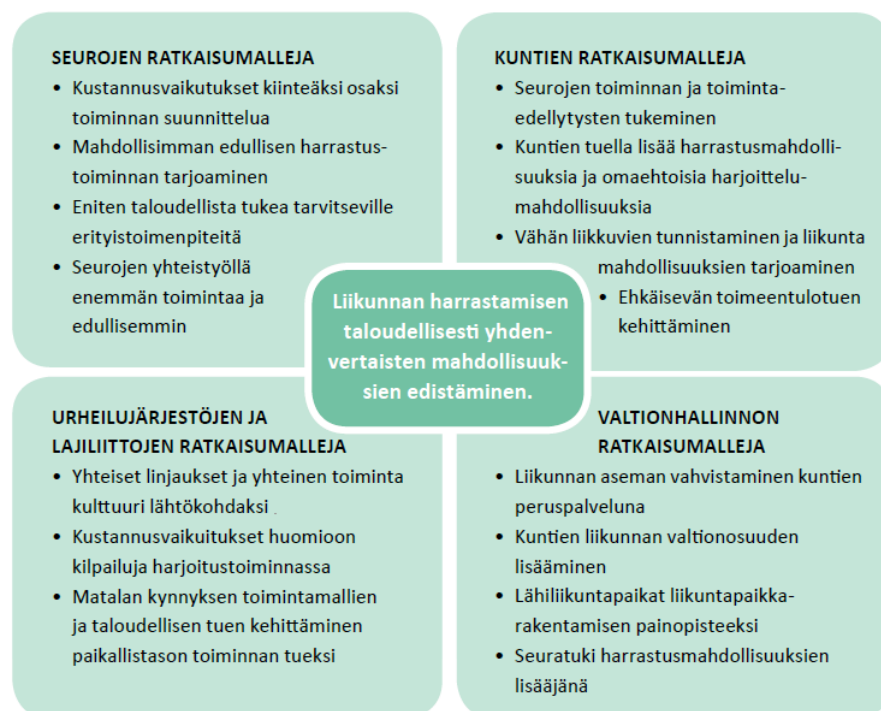 SEUROJEN RATKAISUMALLEJA
• Kustannusvaikutukset kiinteäksi osaksi
toiminnan suunnittelua
• Mahdollisimman edullisen harrastus-
toiminnan tarjoaminen
• Eniten taloudellista tukea tarvitseville
erityistoimenpiteitä
• Seurojen yhteistyöllä
enemmän toimintaa ja
edullisemmin
KUNTIEN RATKAISUMALLEJA
• Seurojen toiminnan ja toiminta-
edellytysten tukeminen
• Kuntien tuella lisää harrastusmahdolli-
suuksia ja omaehtoisia harjoittelu-
mahdollisuuksia
• Vähän liikkuvien tunnistaminen ja liikunta
mahdollisuuksien tarjoaminen
• Ehkäisevän toimeentulotuen
kehittäminen
Liikunnan harrastamisen
taloudellisesti yhden-
vertaisten mahdollisuuk-
sien edistäminen.
URHEILUJÄRJESTÖJEN JA
LAJILIITTOJEN RATKAISUMALLEJA
• Yhteiset linjaukset ja yhteinen toiminta
kulttuuri lähtökohdaksi .
• Kustannusvaikuitukset huomioon
kilpailuja harjoitustoiminnassa
• Matalan kynnyksen toimintamallien
ja taloudellisen tuen kehittäminen
paikallistason toiminnan tueksi
VALTIONHALLINNON
RATKAISUMALLEJA
• Liikunnan aseman vahvistaminen kuntien
peruspalveluna
• Kuntien liikunnan valtionosuuden
lisääminen
• Lähiliikuntapaikat liikuntapaikka-
rakentamisen painopisteeksi
• Seuratuki harrastusmahdollisuuksien
lisääjänä